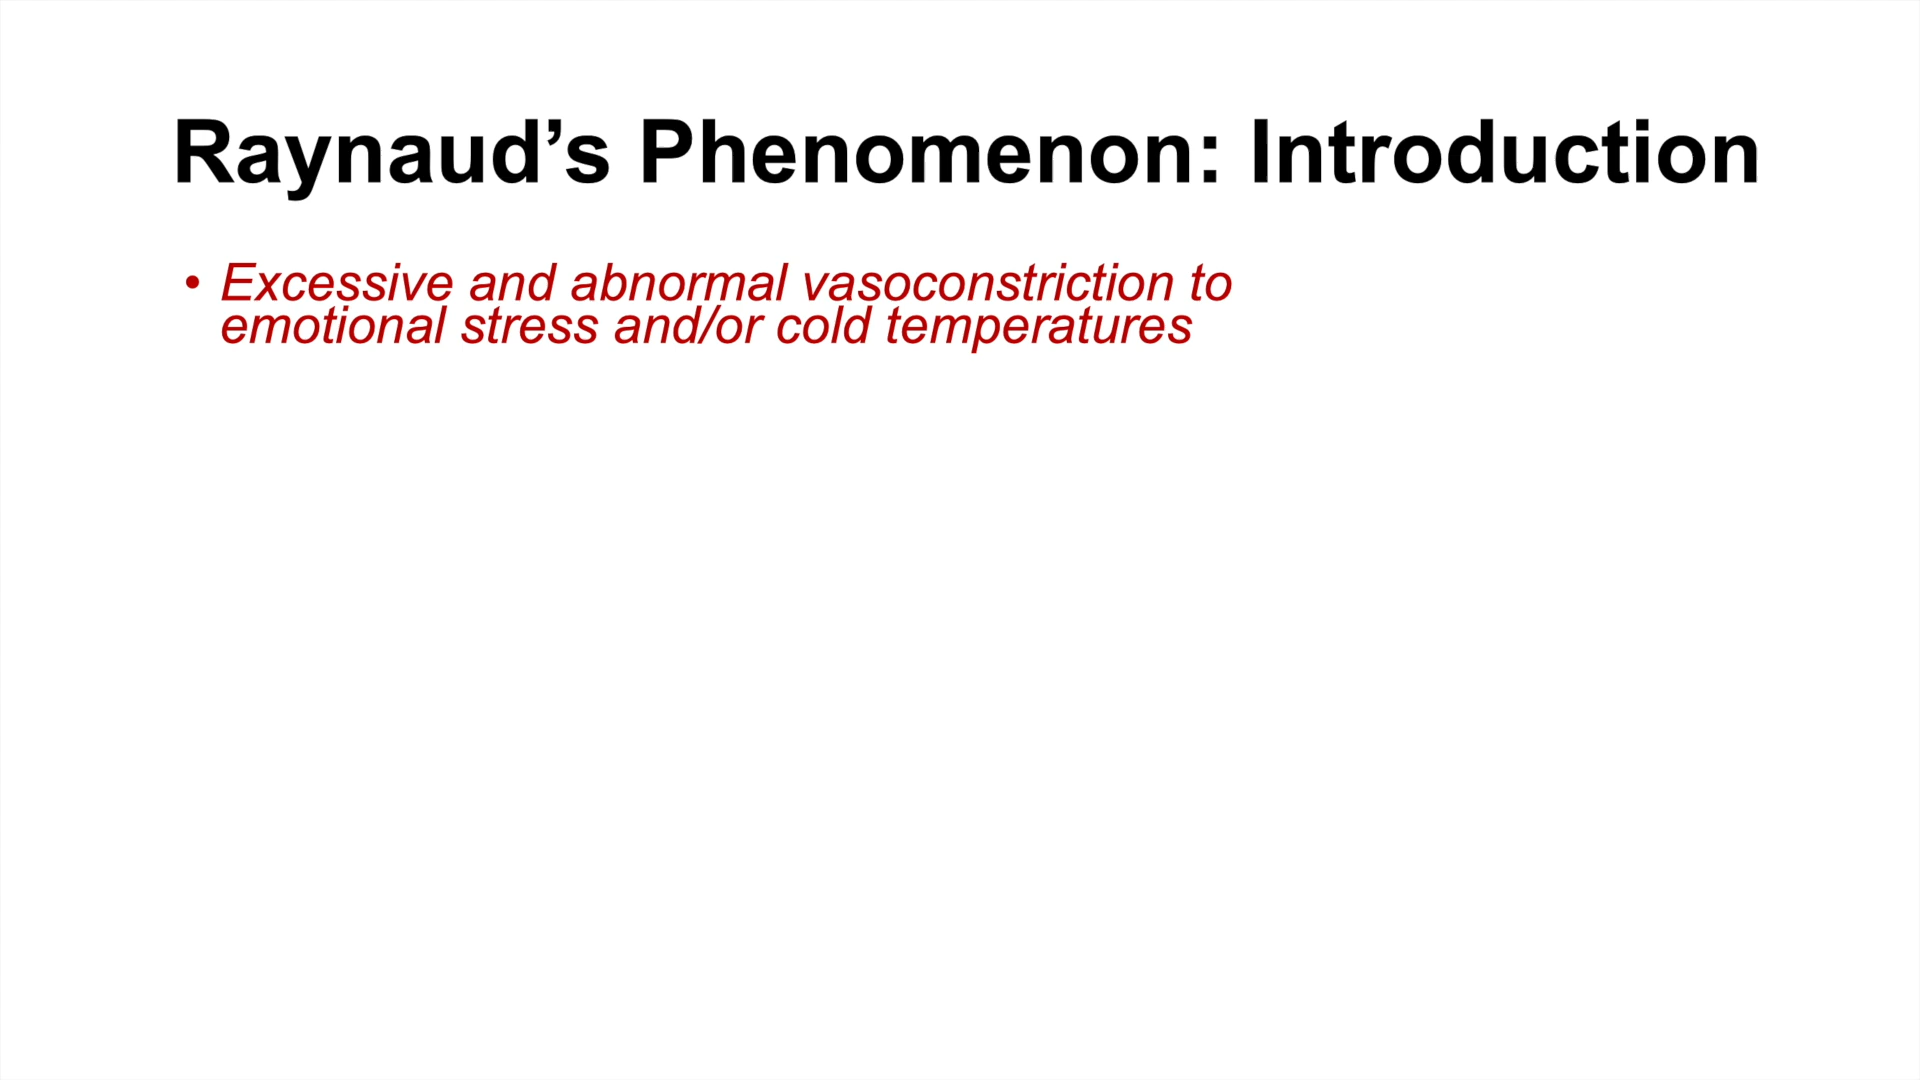 Raynaud’s Phenomenon: Introduction
• Excessive and abnormal vasoconstriction to
emotional stress and/or cold temperatures